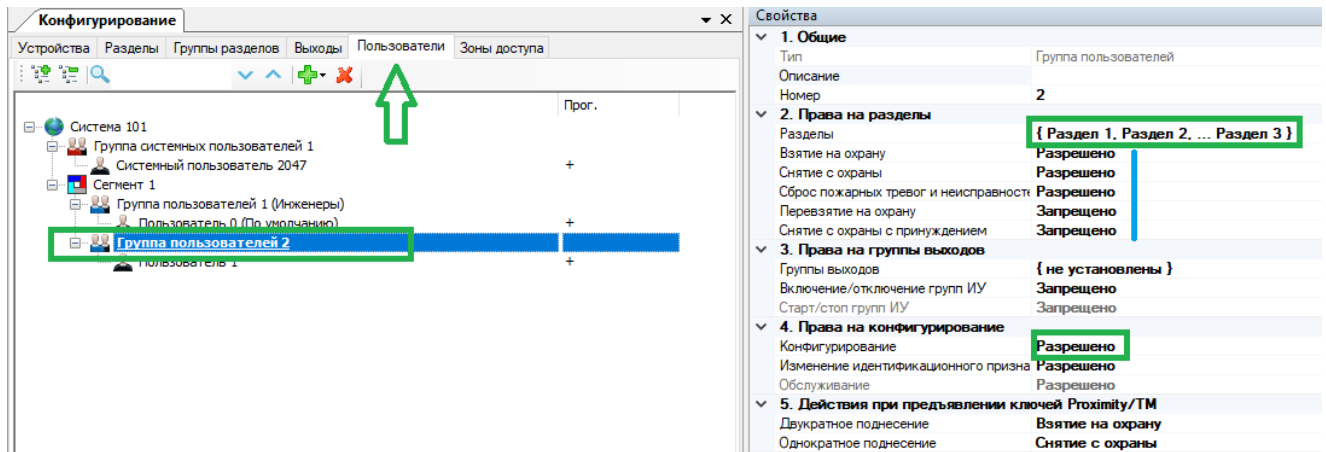 Конфигурирование
Устройства Разделы Группы разделов Выходы Пользователи Зоны доступа
Прог.
Система 101
Группа системных пользователей 1
Системный пользователь 2047 +
Сегмент 1
Группа пользователей 1 (Инженеры)
Пользователь 0 (По умолчанию) +
Группа пользователей 2
Пользователь 1 +
Свойства
1. Общие
Тип Группа пользователей
Описание
Номер 2
2. Права на разделы
Разделы { Раздел 1, Раздел 2, ... Раздел 3 }
Взятие на охрану Разрешено
Снятие с охраны Разрешено
Сброс пожарных тревог и неисправносте Разрешено
Перевзятие на охрану Запрещено
Снятие с охраны с принуждением Запрещено
3. Права на группы выходов
Группы выходов { не установлены }
Включение/отключение групп ИУ Запрещено
Старт/стоп групп ИУ Запрещено
4. Права на конфигурирование
Конфигурирование Разрешено
Изменение идентификационного призна Разрешено
Обслуживание Разрешено
5. Действия при предъявлении ключей Proximity/TM
Двукратное поднесение Взятие на охрану
Однократное поднесение Снятие с охраны